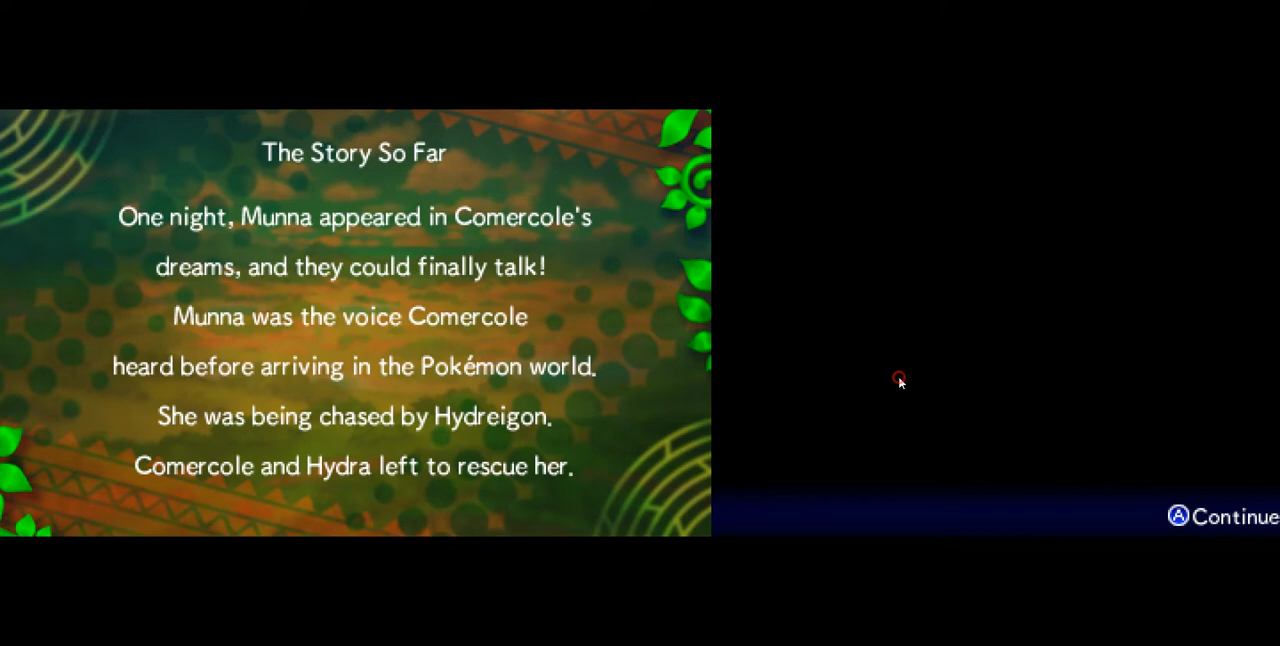 The Story So Far
One night, Munna appeared in Comercole's
dreams, and they could finally talk!
Munna was the voice Comercole
heard before arriving in the Pokémon world.
She was being chased by Hydreigon.
Comercole and Hydra left to rescue her.
Ⓐ Continue